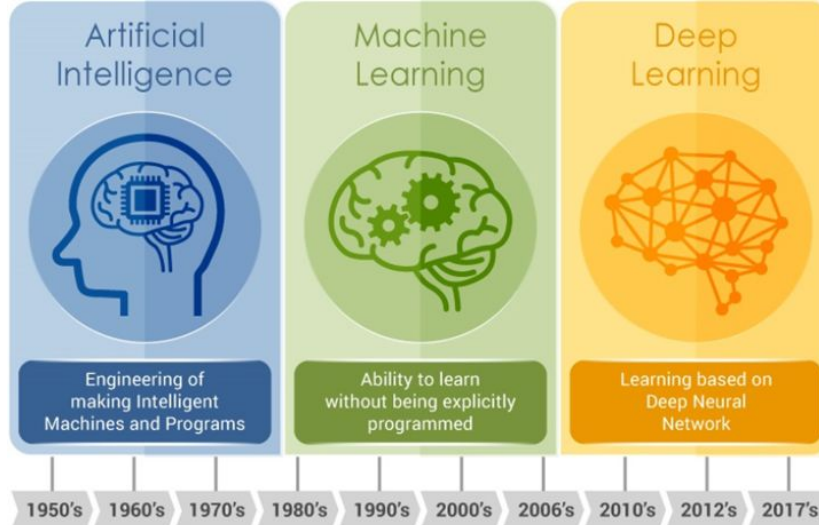 Artificial
Intelligence
Machine
Learning
Deep
Learning
Engineering of
making Intelligent
Machines and Programs
Ability to learn
without being explicitly
programmed
Learning based on
Deep Neural
Network
1950's 1960's 1970's 1980's 1990's 2000's 2006's 2010's 2012's 2017's